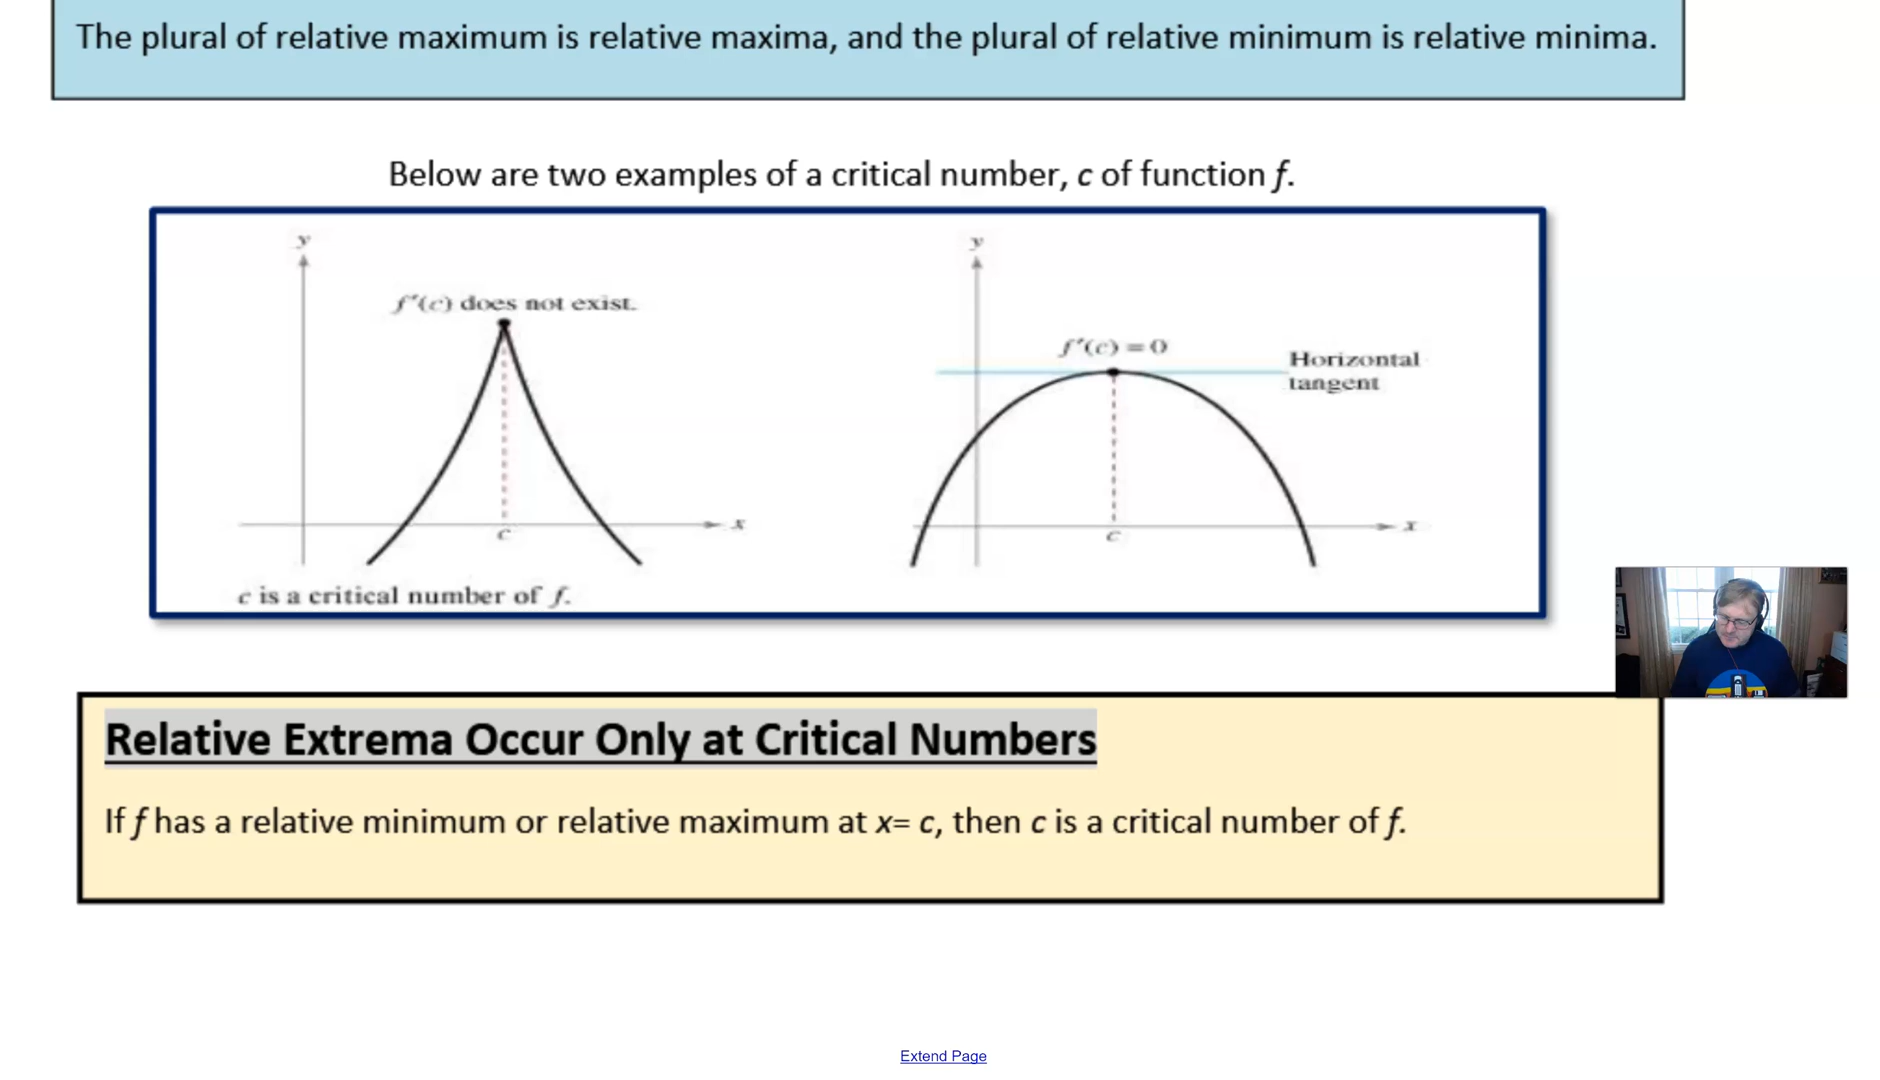 The plural of relative maximum is relative maxima, and the plural of relative minimum is relative minima.
Below are two examples of a critical number, c of function f.
y
f′(c) does not exist.
c
x
c is a critical number of f.
y
f′(c) = 0
Horizontal
tangent
c
x
Relative Extrema Occur Only at Critical Numbers
If f has a relative minimum or relative maximum at x= c, then c is a critical number of f.
Extend Page